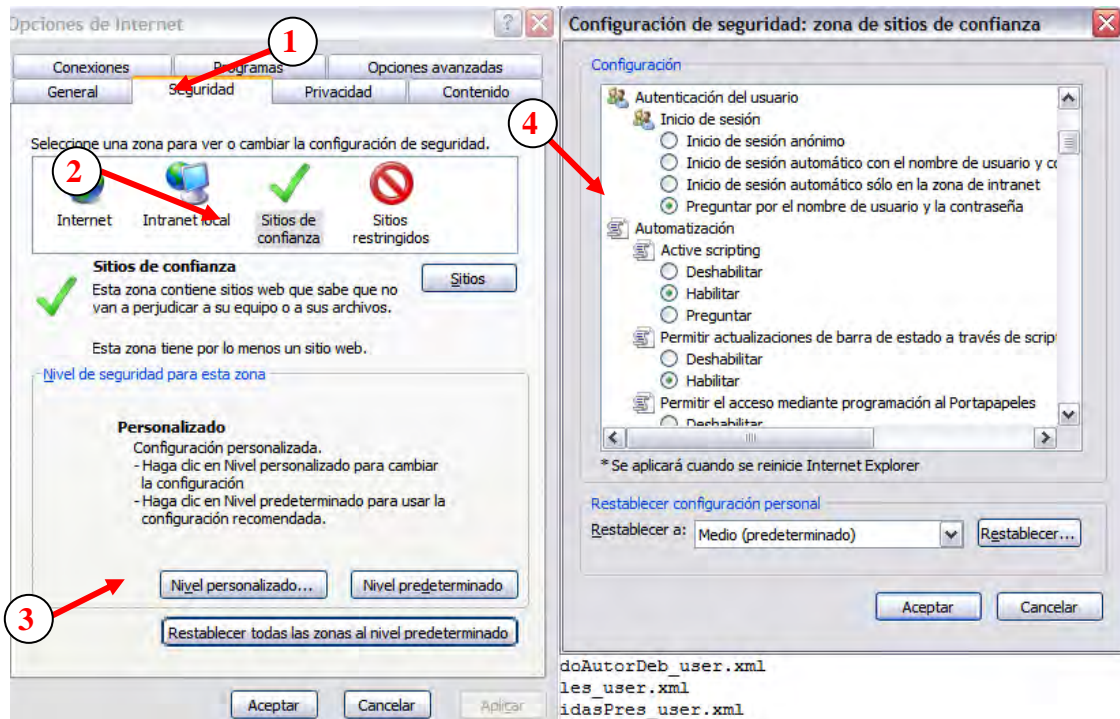 Opciones de Internet
1
Conexiones Programas Opciones avanzadas
General Seguridad Privacidad Contenido
Seleccione una zona para ver o cambiar la configuración de seguridad.
2
Internet Intranet local Sitios de confianza Sitios restringidos
Sitios de confianza
Sitios
Esta zona contiene sitios web que sabe que no
van a perjudicar a su equipo o a sus archivos.
Esta zona tiene por lo menos un sitio web.
Nivel de seguridad para esta zona
Personalizado
Configuración personalizada.
- Haga clic en Nivel personalizado para cambiar
la configuración
- Haga clic en Nivel predeterminado para usar la
configuración recomendada.
3
Nivel personalizado... Nivel predeterminado
Restablecer todas las zonas al nivel predeterminado
Aceptar Cancelar Aplicar
Configuración de seguridad: zona de sitios de confianza
Configuración
4
Autenticación del usuario
Inicio de sesión
Inicio de sesión anónimo
Inicio de sesión automático con el nombre de usuario y co
Inicio de sesión automático sólo en la zona de intranet
Preguntar por el nombre de usuario y la contraseña
Automatización
Active scripting
Deshabilitar
Habilitar
Preguntar
Permitir actualizaciones de barra de estado a través de scrip
Deshabilitar
Habilitar
Permitir el acceso mediante programación al Portapapeles
Deshabilitar
* Se aplicará cuando se reinicie Internet Explorer
Restablecer configuración personal
Restablecer a: Medio (predeterminado) Restablecer...
Aceptar Cancelar
doAutorDeb_user.xml
les_user.xml
idasPres_user.xml